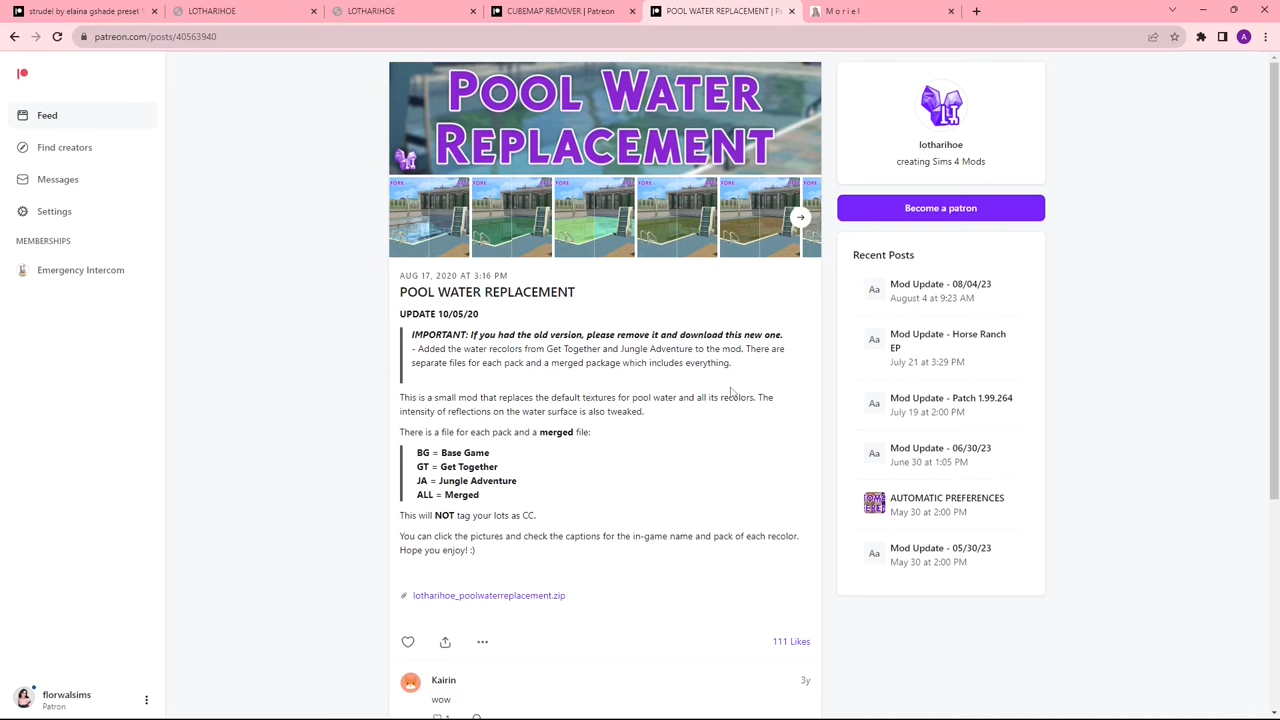 strudel by elaina gshade preset
LOTHARIHOE
LOTHARIHOE
CUBEMAP REMOVER | Patreon
POOL WATER REPLACEMENT | Pa
M o r i e l
patreon.com/posts/40563940
A
Feed
Find creators
Messages
Settings
MEMBERSHIPS
Emergency Intercom
florwalsims
Patron
POOL WATER
REPLACEMENT
AUG 17, 2020 AT 3:16 PM
POOL WATER REPLACEMENT
UPDATE 10/05/20
IMPORTANT: If you had the old version, please remove it and download this new one.
- Added the water recolors from Get Together and Jungle Adventure to the mod. There are
separate files for each pack and a merged package which includes everything.
This is a small mod that replaces the default textures for pool water and all its recolors. The
intensity of reflections on the water surface is also tweaked.
There is a file for each pack and a merged file:
BG = Base Game
GT = Get Together
JA = Jungle Adventure
ALL = Merged
This will NOT tag your lots as CC.
You can click the pictures and check the captions for the in-game name and pack of each recolor.
Hope you enjoy! :)
lotharihoe_poolwaterreplacement.zip
111 Likes
Kairin
3y
wow
1
lotharihoe
creating Sims 4 Mods
Become a patron
Recent Posts
Aa
Mod Update - 08/04/23
August 4 at 9:23 AM
Aa
Mod Update - Horse Ranch
EP
July 21 at 3:29 PM
Aa
Mod Update - Patch 1.99.264
July 19 at 2:00 PM
Aa
Mod Update - 06/30/23
June 30 at 1:05 PM
AUTOMATIC PREFERENCES
May 30 at 2:00 PM
Aa
Mod Update - 05/30/23
May 30 at 2:00 PM